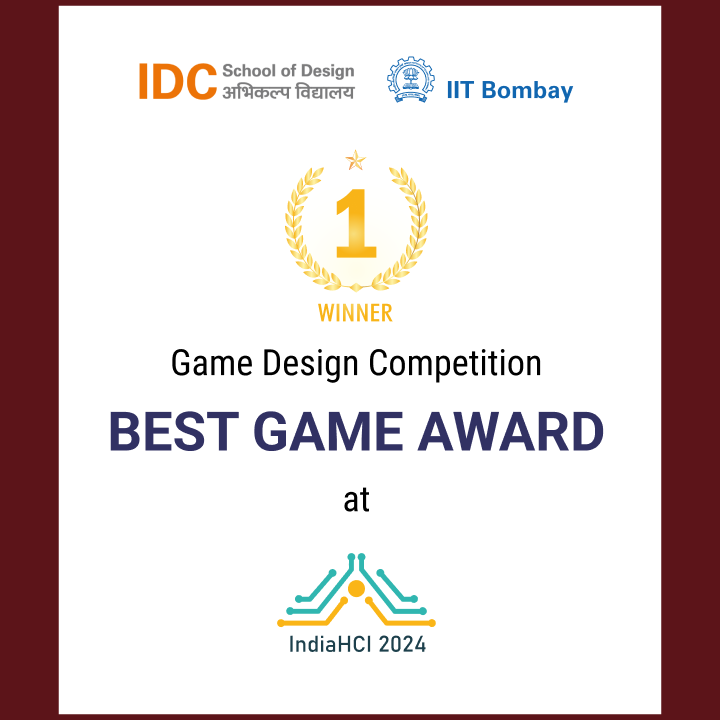 IDC School of Design
अभिकल्प विद्यालय
IIT Bombay
1
WINNER
Game Design Competition
BEST GAME AWARD
at
IndiaHCI 2024